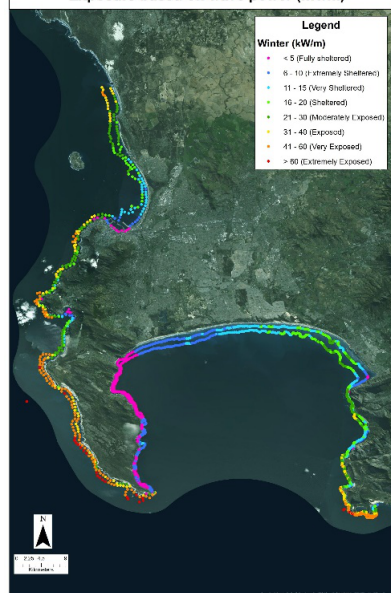 Legend
Winter (kW/m)
< 5 (Fully sheltered)
6 - 10 (Extremely Sheltered)
11 - 15 (Very Sheltered)
16 - 20 (Sheltered)
21 - 30 (Moderately Exposed)
31 - 40 (Exposed)
41 - 60 (Very Exposed)
> 60 (Extremely Exposed)
N
Kilometers